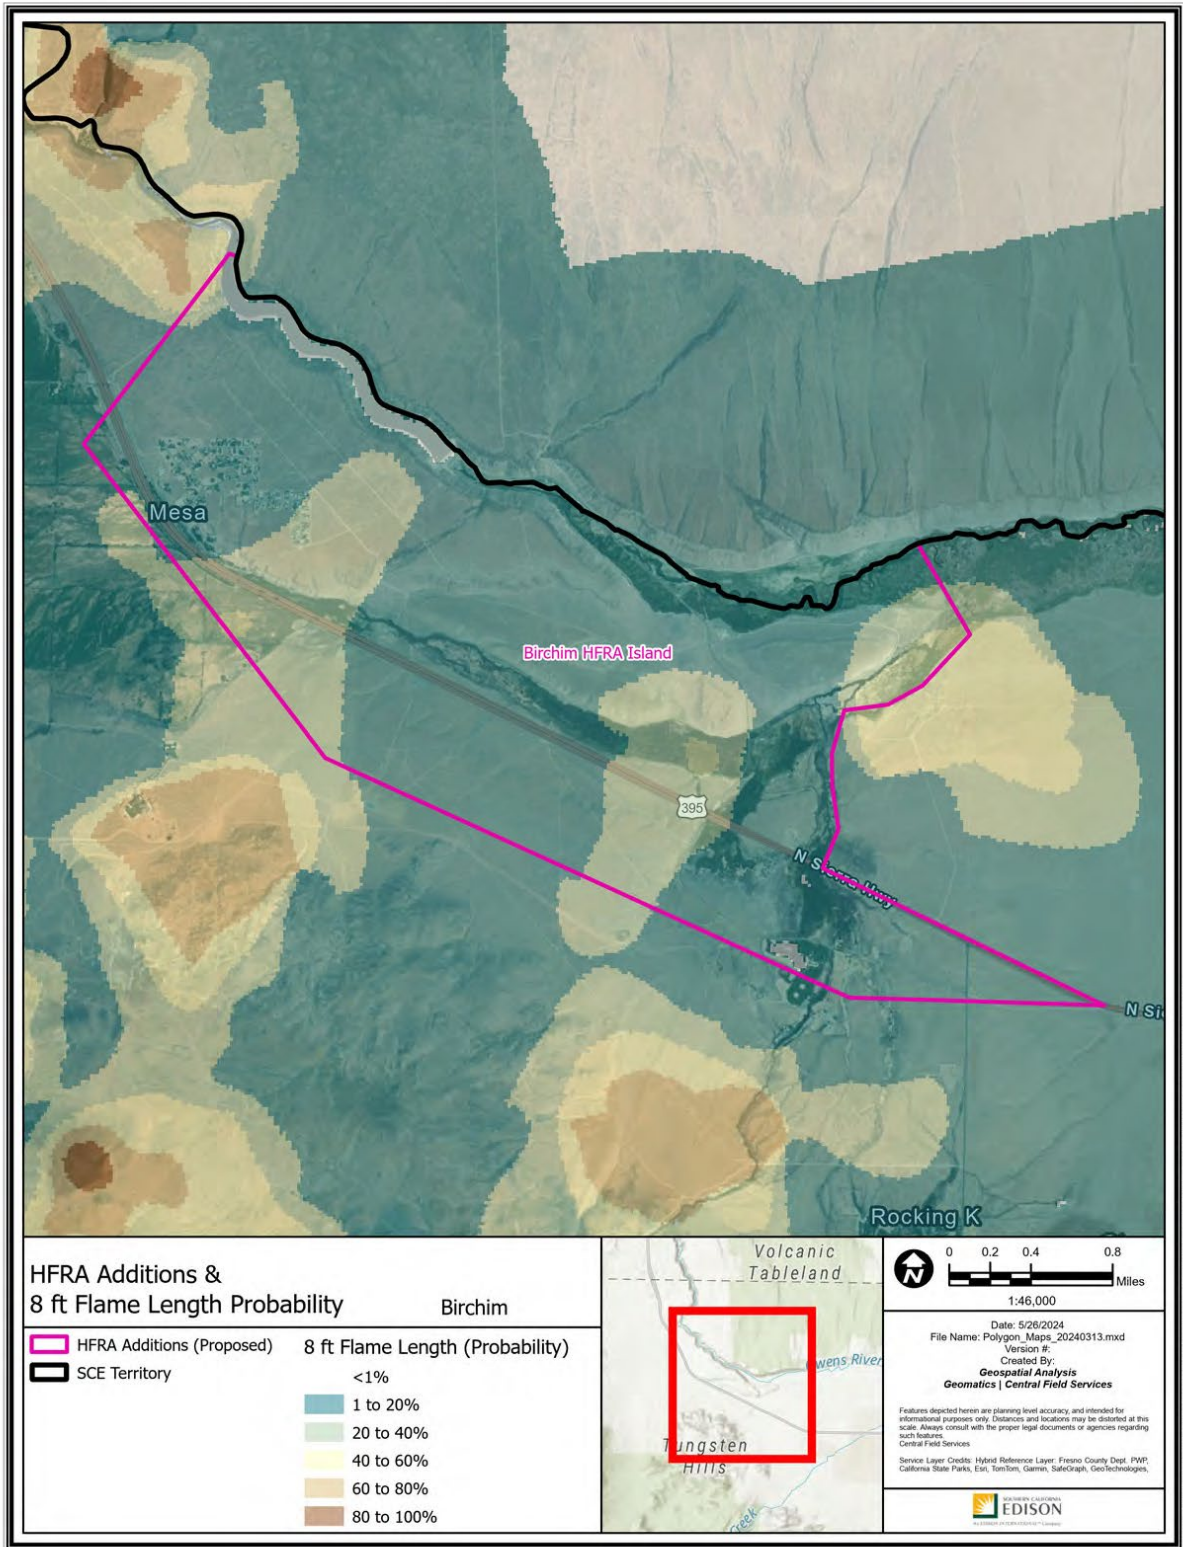 Mesa
Birchim HFRA Island
395
N Sierra Hwy
N Si
Rocking K
HFRA Additions &
8 ft Flame Length Probability
Birchim
HFRA Additions (Proposed)
SCE Territory
8 ft Flame Length (Probability)
<1%
1 to 20%
20 to 40%
40 to 60%
60 to 80%
80 to 100%
Volcanic
Tableland
Owens River
Tungsten
Hills
Creek
N
0 0.2 0.4 0.8
Miles
1:46,000
Date: 5/26/2024
File Name: Polygon_Maps_20240313.mxd
Version #:
Created By:
Geospatial Analysis
Geomatics | Central Field Services
Features depicted herein are planning level accuracy, and intended for
informational purposes only. Distances and locations may be distorted at this
scale. Always consult with the proper legal documents or agencies regarding
such features.
Central Field Services
Service Layer Credits: Hybrid Reference Layer: Fresno County Dept. PWP,
California State Parks, Esri, TomTom, Garmin, SafeGraph, GeoTechnologies,
SOUTHERN CALIFORNIA
EDISON